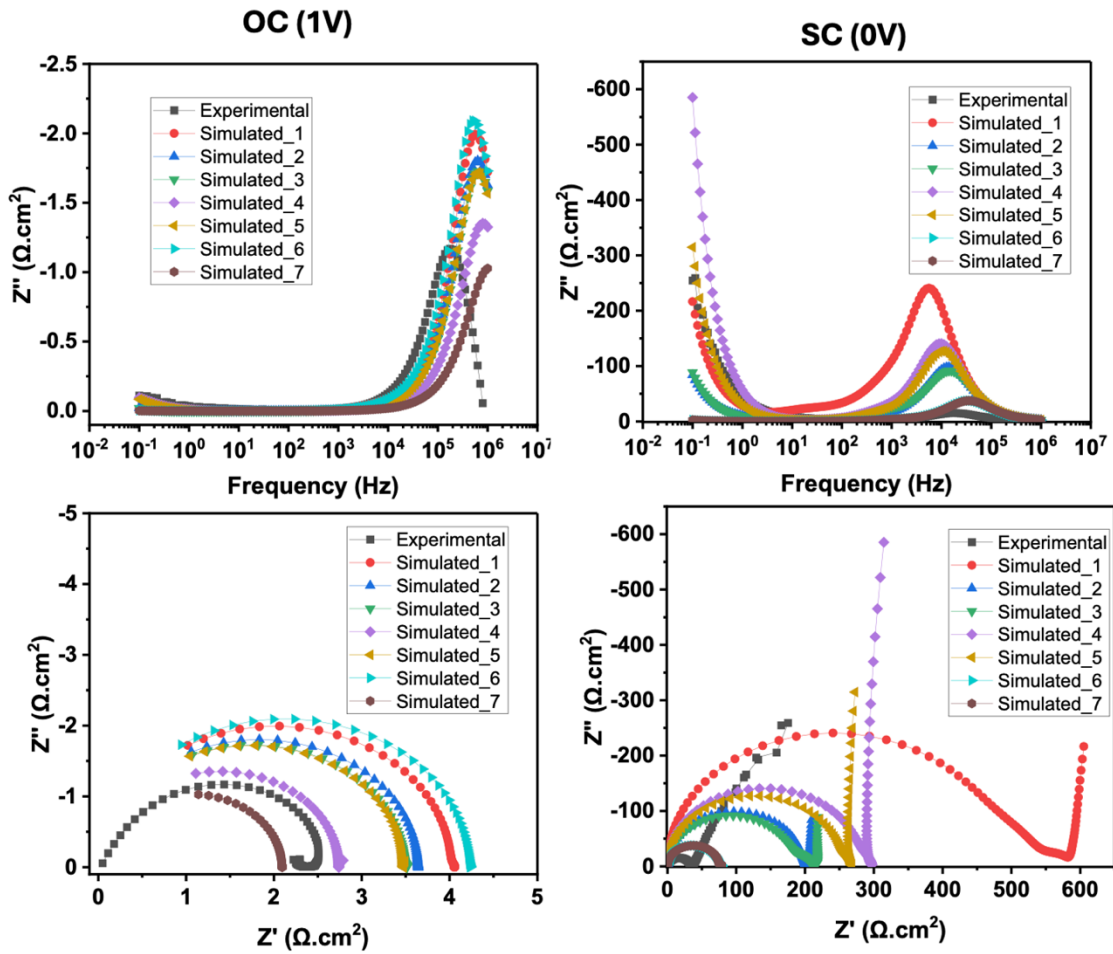 OC (1V)
SC (0V)
-2.5
-2.0
-1.5
-1.0
-0.5
0.0
Z'' (Ω.cm²)
Experimental
Simulated_1
Simulated_2
Simulated_3
Simulated_4
Simulated_5
Simulated_6
Simulated_7
10⁻² 10⁻¹ 10⁰ 10¹ 10² 10³ 10⁴ 10⁵ 10⁶ 10⁷
Frequency (Hz)
-600
-500
-400
-300
-200
-100
0
Z'' (Ω.cm²)
Experimental
Simulated_1
Simulated_2
Simulated_3
Simulated_4
Simulated_5
Simulated_6
Simulated_7
10⁻² 10⁻¹ 10⁰ 10¹ 10² 10³ 10⁴ 10⁵ 10⁶ 10⁷
Frequency (Hz)
-5
-4
-3
-2
-1
0
Z'' (Ω.cm²)
Experimental
Simulated_1
Simulated_2
Simulated_3
Simulated_4
Simulated_5
Simulated_6
Simulated_7
0 1 2 3 4 5
Z' (Ω.cm²)
-600
-500
-400
-300
-200
-100
0
Z'' (Ω.cm²)
Experimental
Simulated_1
Simulated_2
Simulated_3
Simulated_4
Simulated_5
Simulated_6
Simulated_7
0 100 200 300 400 500 600
Z' (Ω.cm²)